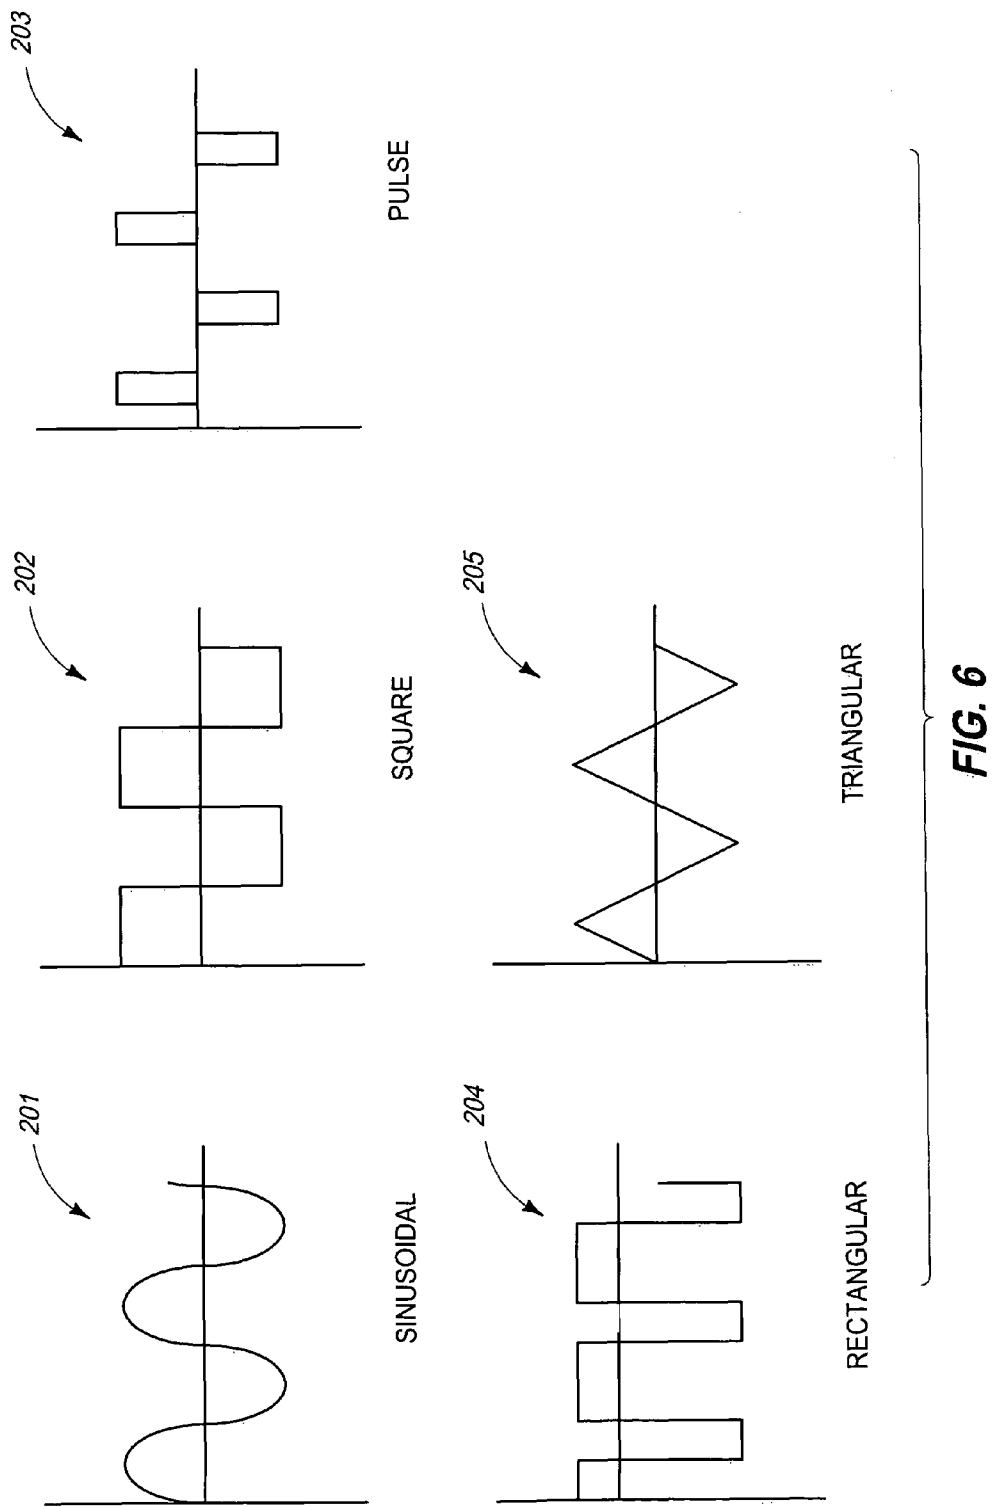 201
SINUSOIDAL
202
SQUARE
203
PULSE
204
RECTANGULAR
205
TRIANGULAR
FIG. 6